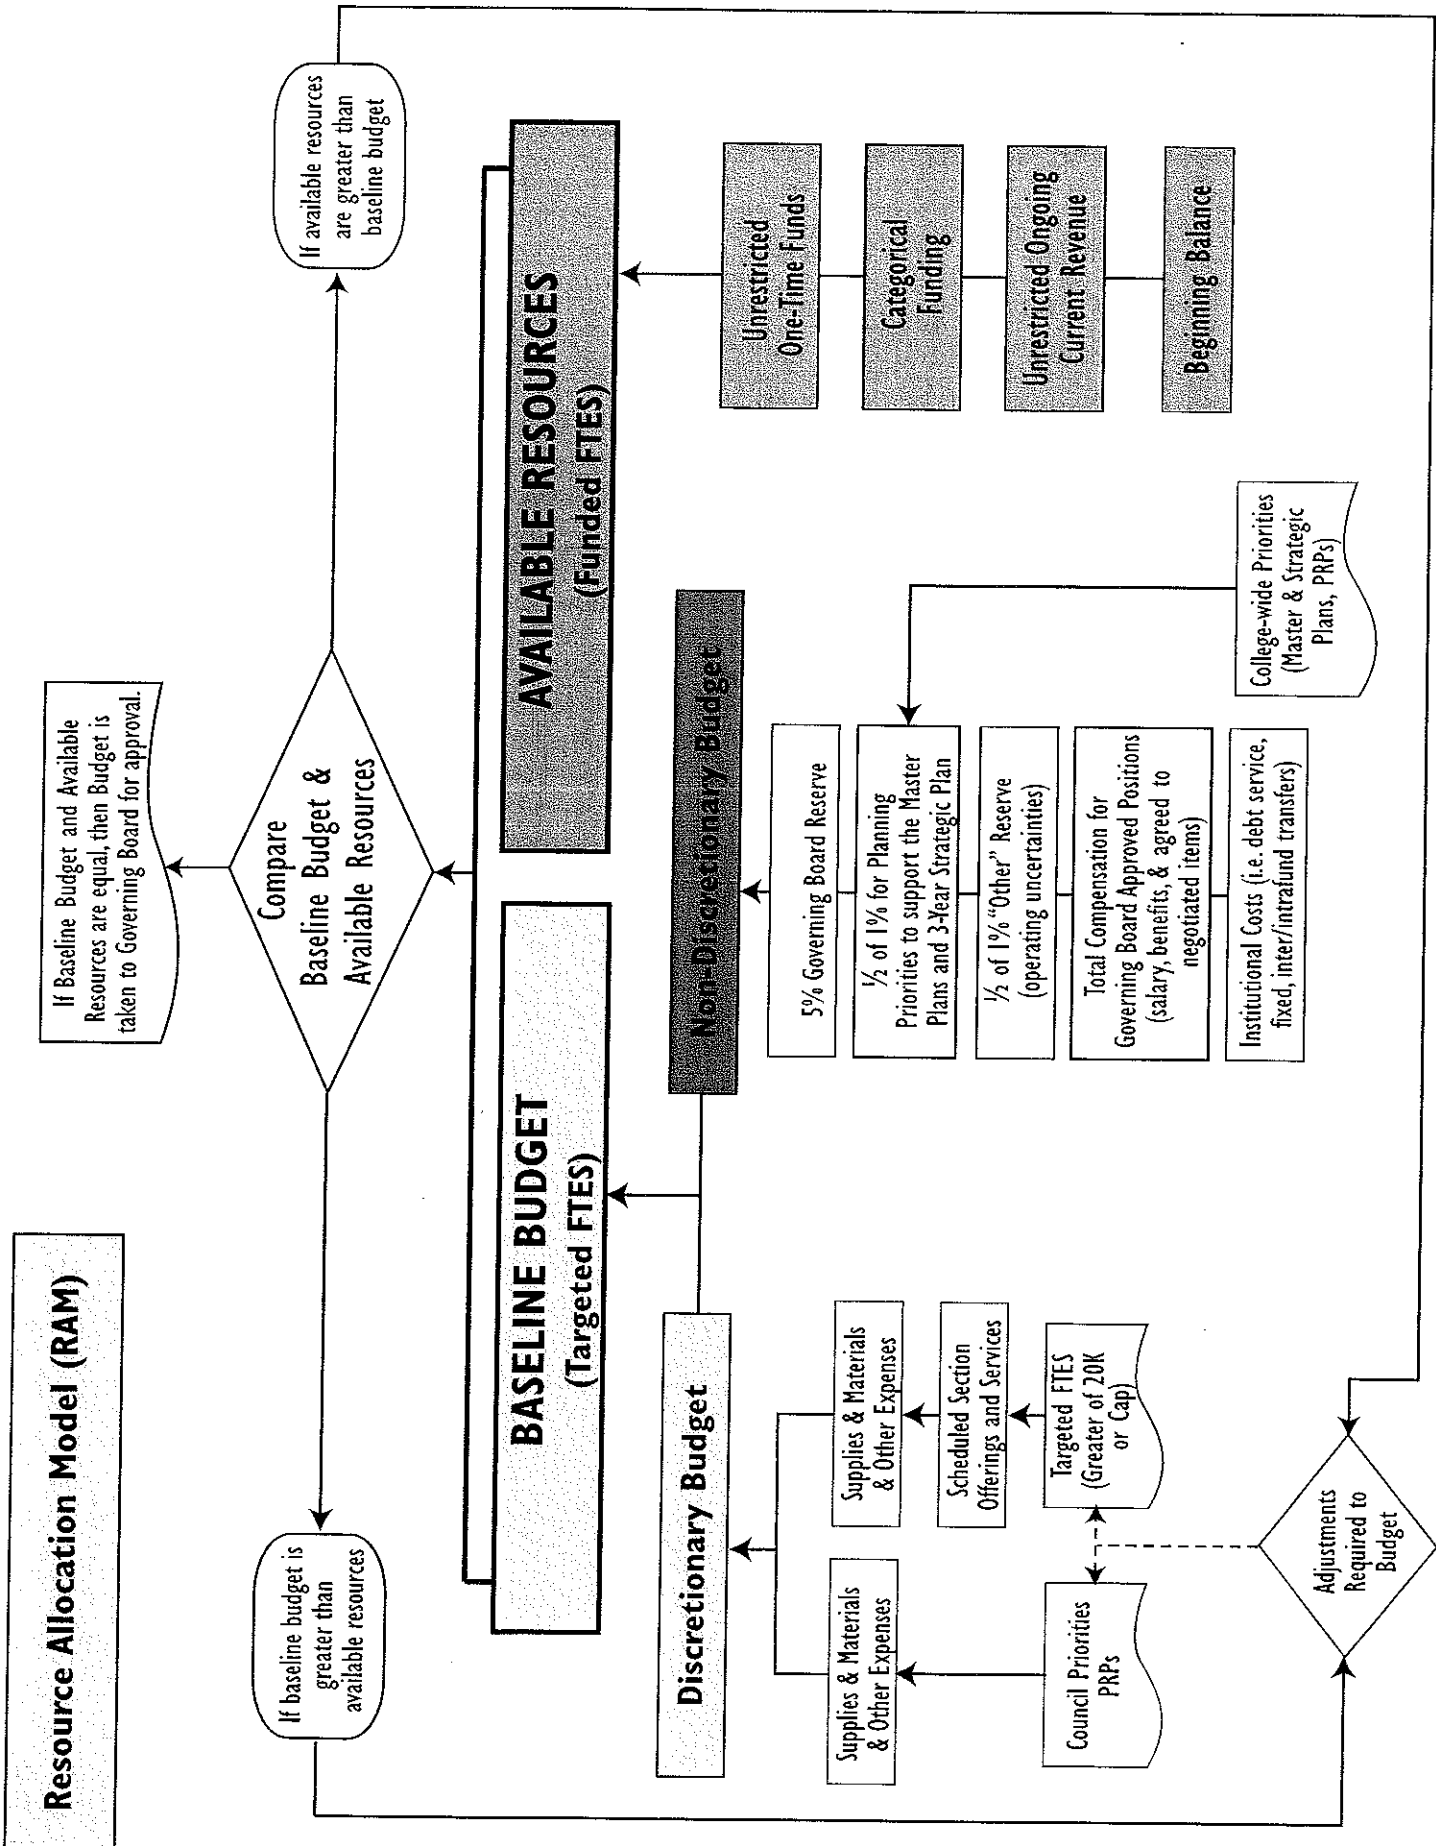 Resource Allocation Model (RAM)
If Baseline Budget and Available
Resources are equal, then Budget is
taken to Governing Board for approval.
If baseline budget is
greater than
available resources
Compare
Baseline Budget &
Available Resources
If available resources
are greater than
baseline budget
BASELINE BUDGET
(Targeted FTES)
AVAILABLE RESOURCES
(Funded FTES)
Discretionary Budget
Non-Discretionary Budget
Supplies & Materials
& Other Expenses
Council Priorities
PRPs
Supplies & Materials
& Other Expenses
Scheduled Section
Offerings and Services
Targeted FTES
(Greater of 20K
or Cap)
5% Governing Board Reserve
½ of 1% for Planning
Priorities to support the Master
Plans and 3-Year Strategic Plan
½ of 1% "Other" Reserve
(operating uncertainties)
Total Compensation for
Governing Board Approved Positions
(salary, benefits, & agreed to
negotiated items)
Institutional Costs (i.e. debt service,
fixed, inter/intrafund transfers)
College-wide Priorities
(Master & Strategic
Plans, PRPs)
Unrestricted
One-Time Funds
Categorical
Funding
Unrestricted Ongoing
Current Revenue
Beginning Balance
Adjustments
Required to
Budget